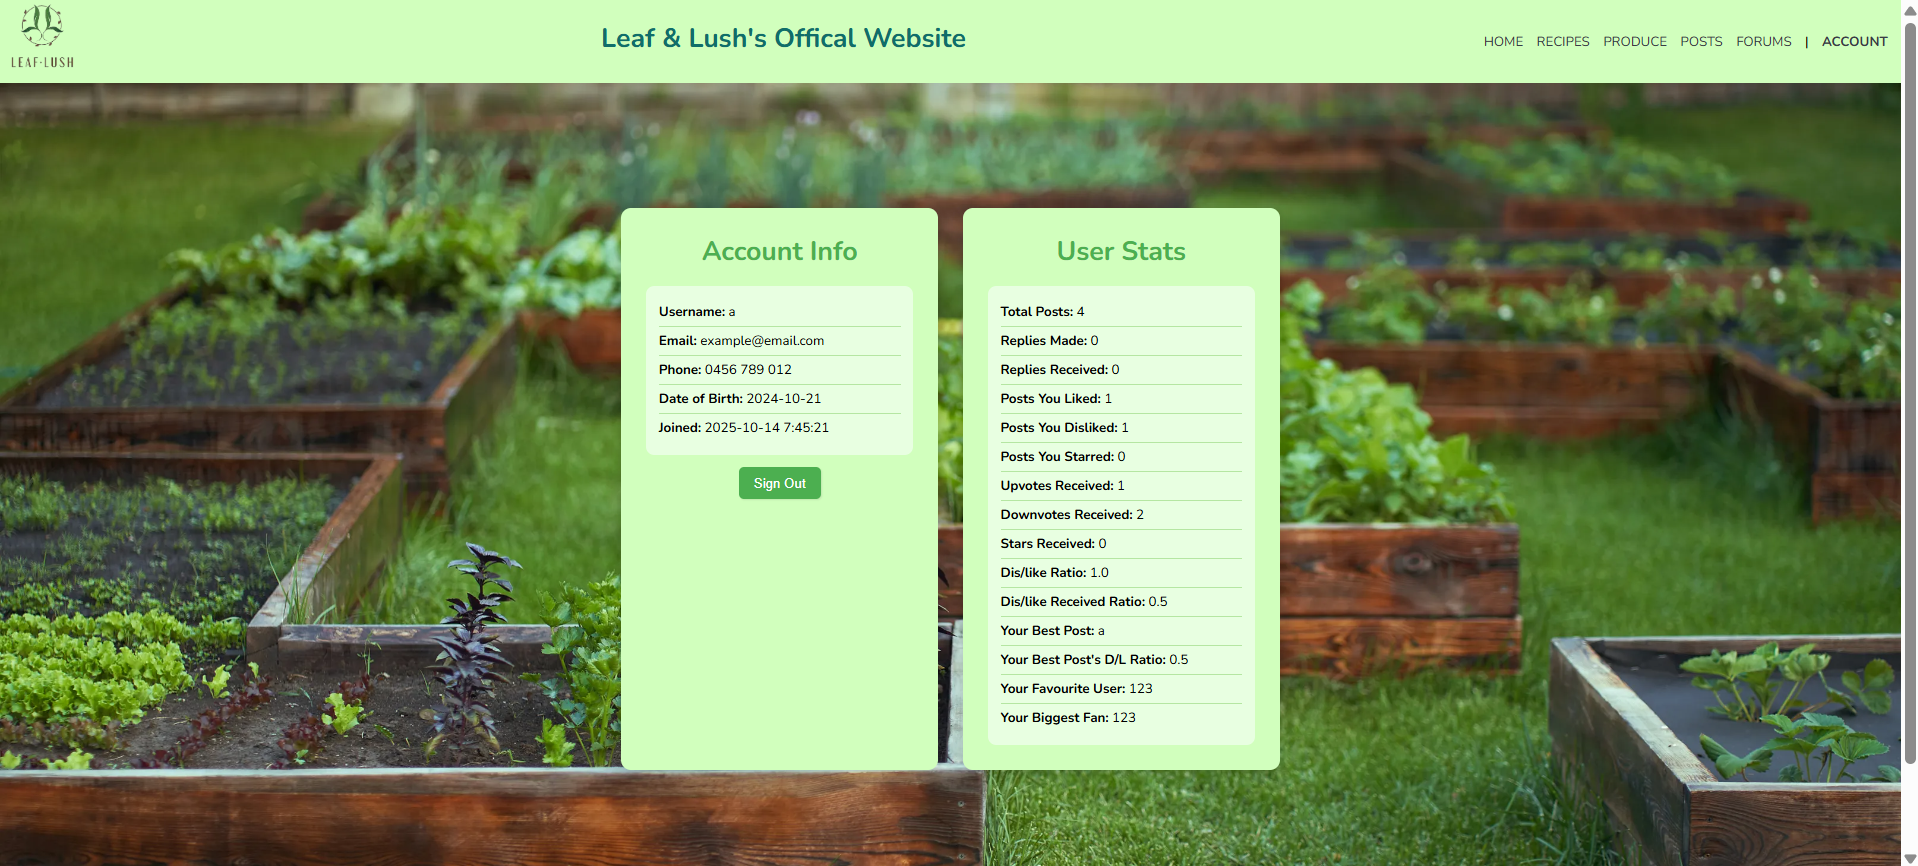 LEAF·LUSH
Leaf & Lush's Offical Website
HOME RECIPES PRODUCE POSTS FORUMS | ACCOUNT
Account Info
Username: a
Email: example@email.com
Phone: 0456 789 012
Date of Birth: 2024-10-21
Joined: 2025-10-14 7:45:21
Sign Out
User Stats
Total Posts: 4
Replies Made: 0
Replies Received: 0
Posts You Liked: 1
Posts You Disliked: 1
Posts You Starred: 0
Upvotes Received: 1
Downvotes Received: 2
Stars Received: 0
Dis/like Ratio: 1.0
Dis/like Received Ratio: 0.5
Your Best Post: a
Your Best Post's D/L Ratio: 0.5
Your Favourite User: 123
Your Biggest Fan: 123